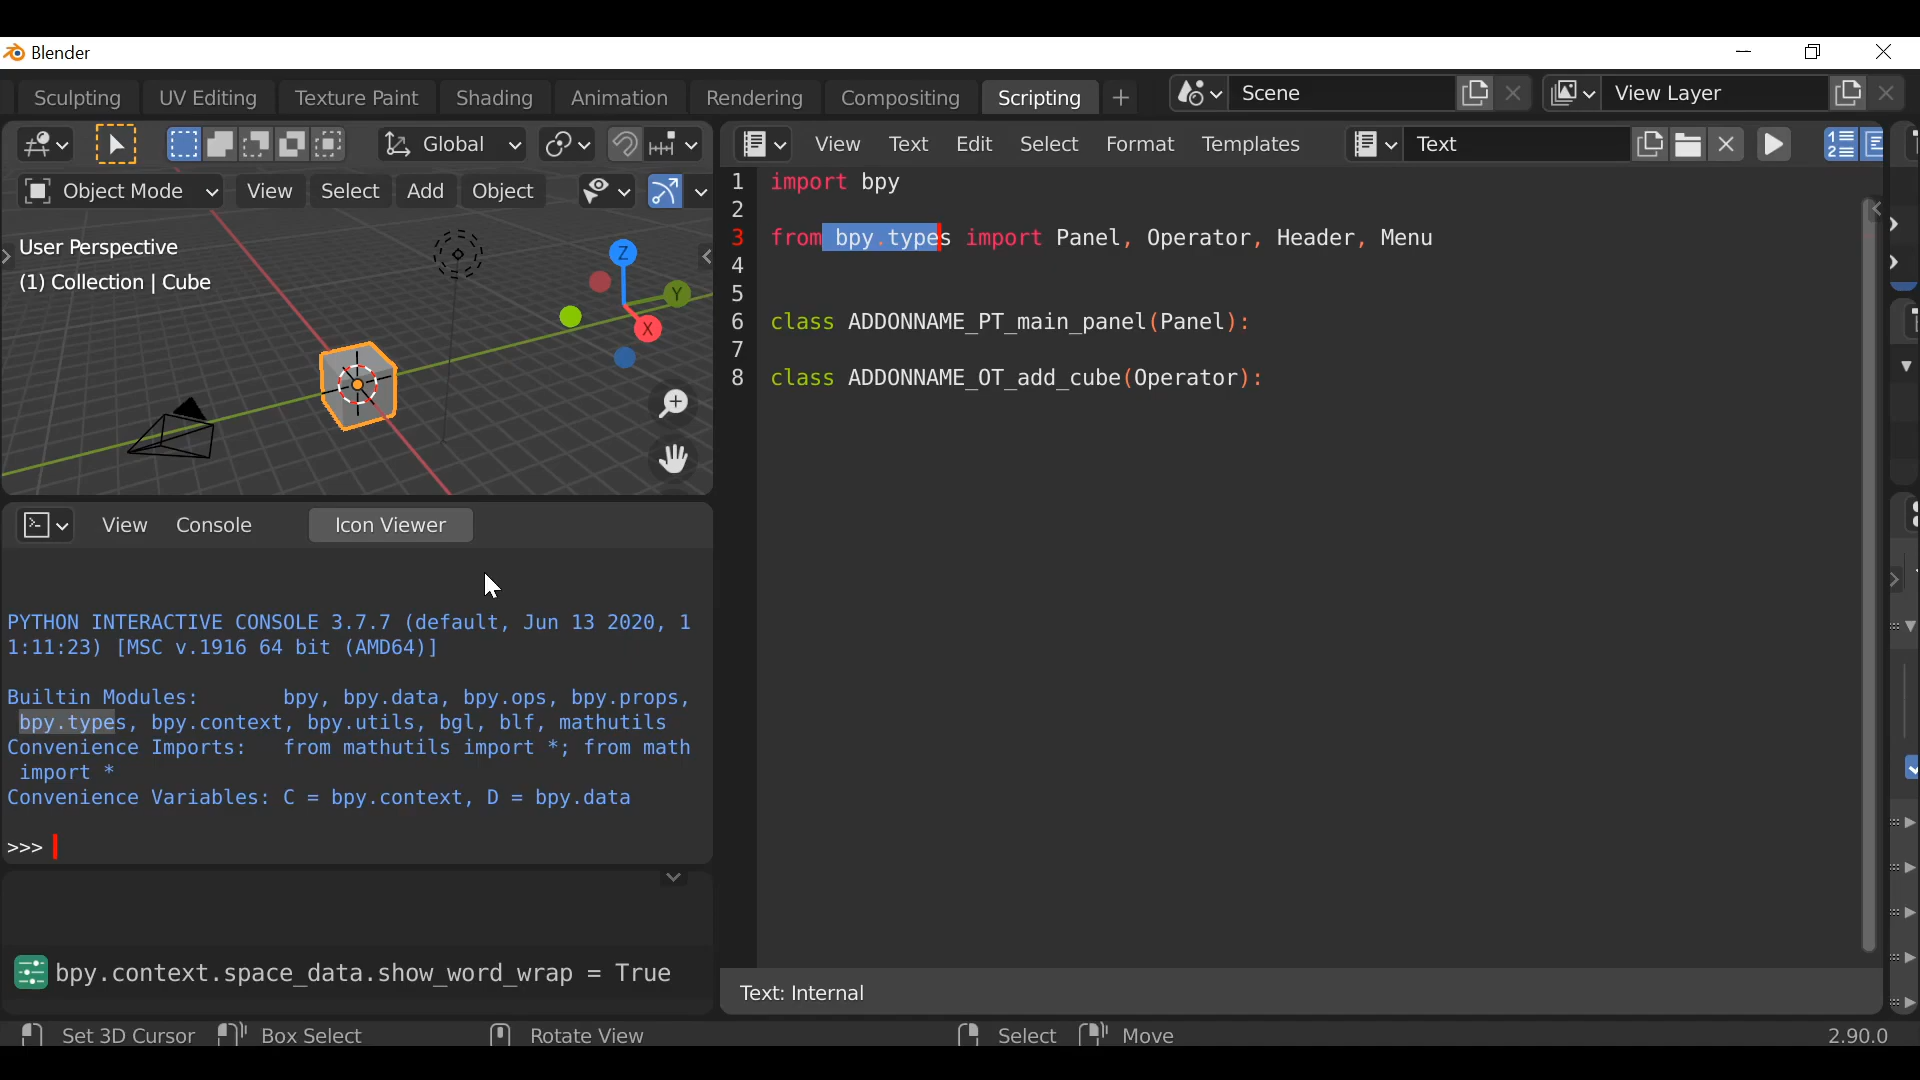 Blender
Sculpting UV Editing Texture Paint Shading Animation Rendering Compositing Scripting + Scene View Layer
Global
View Text Edit Select Format Templates Text
Object Mode View Select Add Object
User Perspective
(1) Collection | Cube
Z
Y
X
1 import bpy
2
3 from bpy.types import Panel, Operator, Header, Menu
4
5
6 class ADDONNAME_PT_main_panel(Panel):
7
8 class ADDONNAME_OT_add_cube(Operator):
View Console Icon Viewer
PYTHON INTERACTIVE CONSOLE 3.7.7 (default, Jun 13 2020, 1
1:11:23) [MSC v.1916 64 bit (AMD64)]
Builtin Modules: bpy, bpy.data, bpy.ops, bpy.props,
bpy.types, bpy.context, bpy.utils, bgl, blf, mathutils
Convenience Imports: from mathutils import *; from math
import *
Convenience Variables: C = bpy.context, D = bpy.data
>>>
bpy.context.space_data.show_word_wrap = True
Text: Internal
Set 3D Cursor Box Select Rotate View Select Move 2.90.0